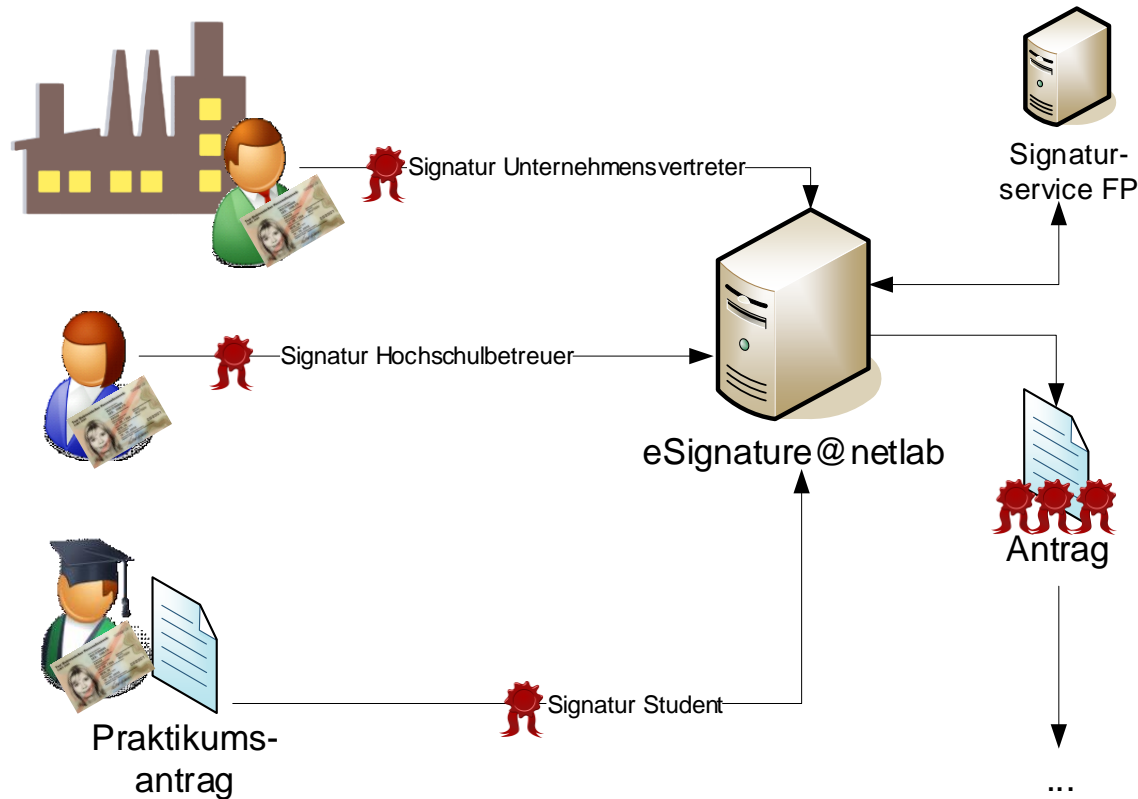 Signatur Unternehmensvertreter
Signatur-
service FP
Signatur Hochschulbetreuer
eSignature@netlab
Antrag
Signatur Student
Praktikums-
antrag
...